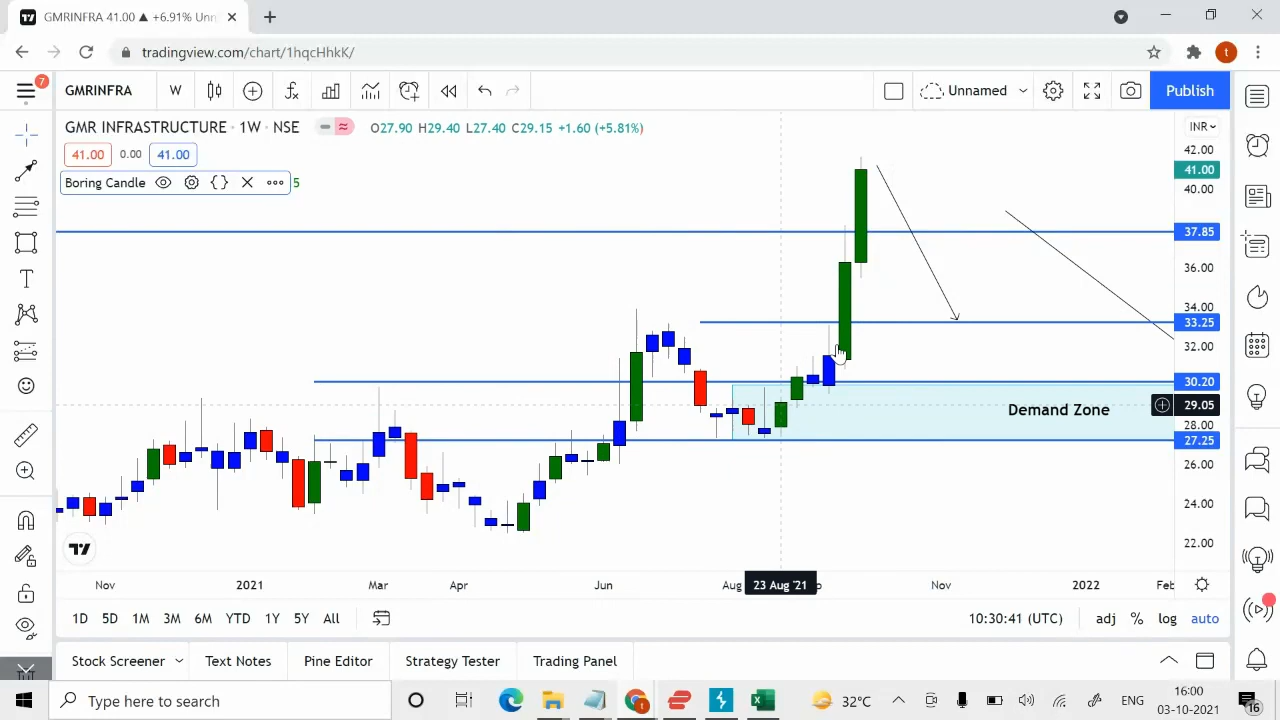 GMRINFRA 41.00 ▲ +6.91% Unn
tradingview.com/chart/1hqcHhkK/
t
7
GMRINFRA
W
Unnamed
Publish
GMR INFRASTRUCTURE · 1W · NSE
O27.90 H29.40 L27.40 C29.15 +1.60 (+5.81%)
INR
41.00 0.00 41.00
Boring Candle
5
42.00
41.00
40.00
37.85
36.00
34.00
33.25
32.00
30.20
29.05
Demand Zone
28.00
27.25
26.00
24.00
22.00
Nov 2021 Mar Apr Jun Aug 23 Aug '21 Nov 2022 Feb
1D 5D 1M 3M 6M YTD 1Y 5Y All
10:30:41 (UTC)
adj % log auto
Stock Screener Text Notes Pine Editor Strategy Tester Trading Panel
Type here to search
t
32°C
ENG
16:00
03-10-2021
16